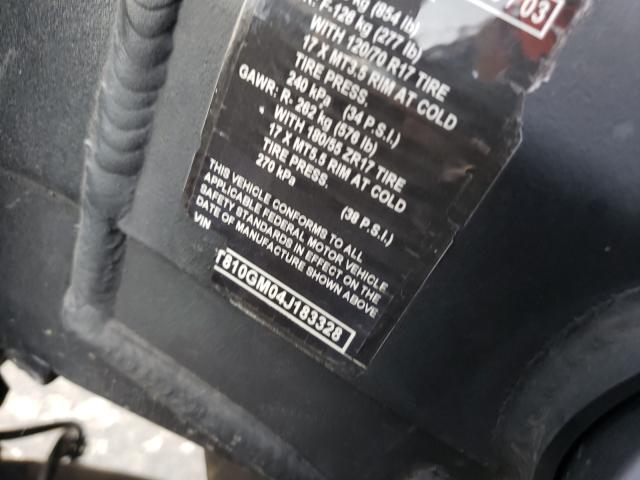 /03
kg (854 lb)
R: F-126 kg (277 lb)
WITH 120/70 R17 TIRE
17 X MT3.5 RIM AT COLD
TIRE PRESS.
240 kPa (34 P.S.I.)
GAWR: R- 262 kg (576 lb)
WITH 180/55 ZR17 TIRE
17 X MT5.5 RIM AT COLD
TIRE PRESS.
270 kPa (38 P.S.I.)
THIS VEHICLE CONFORMS TO ALL
APPLICABLE FEDERAL MOTOR VEHICLE
SAFETY STANDARDS IN EFFECT ON THE
DATE OF MANUFACTURE SHOWN ABOVE
VIN
T810GM04J183328